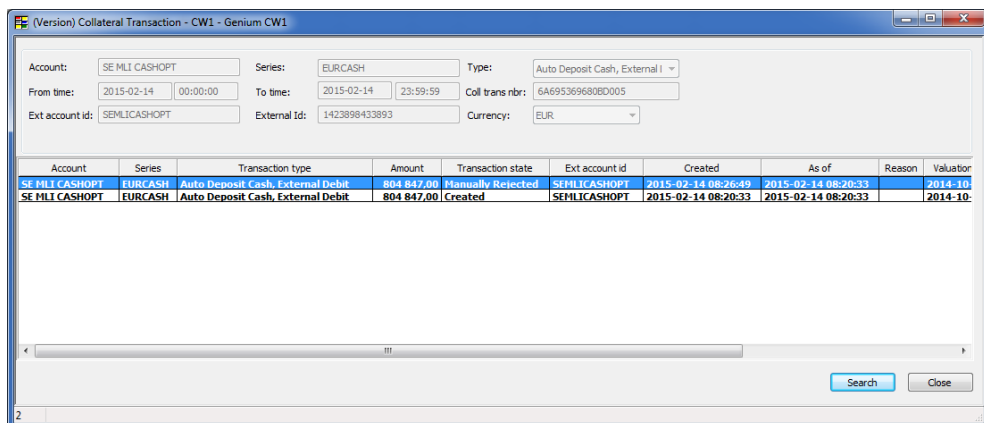 (Version) Collateral Transaction - CW1 - Genium CW1
Account: SE MLI CASHOPT Series: EURCASH Type: Auto Deposit Cash, External I
From time: 2015-02-14 00:00:00 To time: 2015-02-14 23:59:59 Coll trans nbr: 6A695369680BD005
Ext account id: SEMLICASHOPT External Id: 1423898433893 Currency: EUR
Account Series Transaction type Amount Transaction state Ext account id Created As of Reason Valuation
SE MLI CASHOPT EURCASH Auto Deposit Cash, External Debit 804 847,00 Manually Rejected SEMLICASHOPT 2015-02-14 08:26:49 2015-02-14 08:20:33 2014-10-
SE MLI CASHOPT EURCASH Auto Deposit Cash, External Debit 804 847,00 Created SEMLICASHOPT 2015-02-14 08:20:33 2015-02-14 08:20:33 2014-10-
Search Close
2